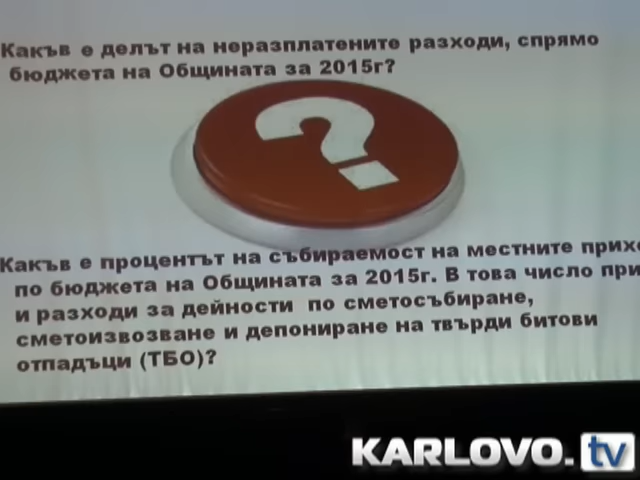 Какъв е делът на неразплатените разходи, спрямо
бюджета на Общината за 2015г?
?
Какъв е процентът на събираемост на местните
по бюджета на Общината за 2015г. В това число
и разходи за дейности по сметосъбиране,
сметоизвозване и депониране на твърди битови
отпадъци (ТБО)?
KARLOVO.tv